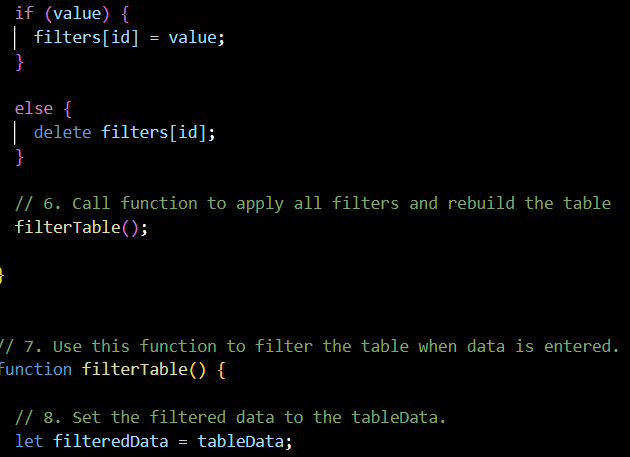 if (value) {
filters[id] = value;
}
else {
delete filters[id];
}
// 6. Call function to apply all filters and rebuild the table
filterTable();
}
// 7. Use this function to filter the table when data is entered.
function filterTable() {
// 8. Set the filtered data to the tableData.
let filteredData = tableData;